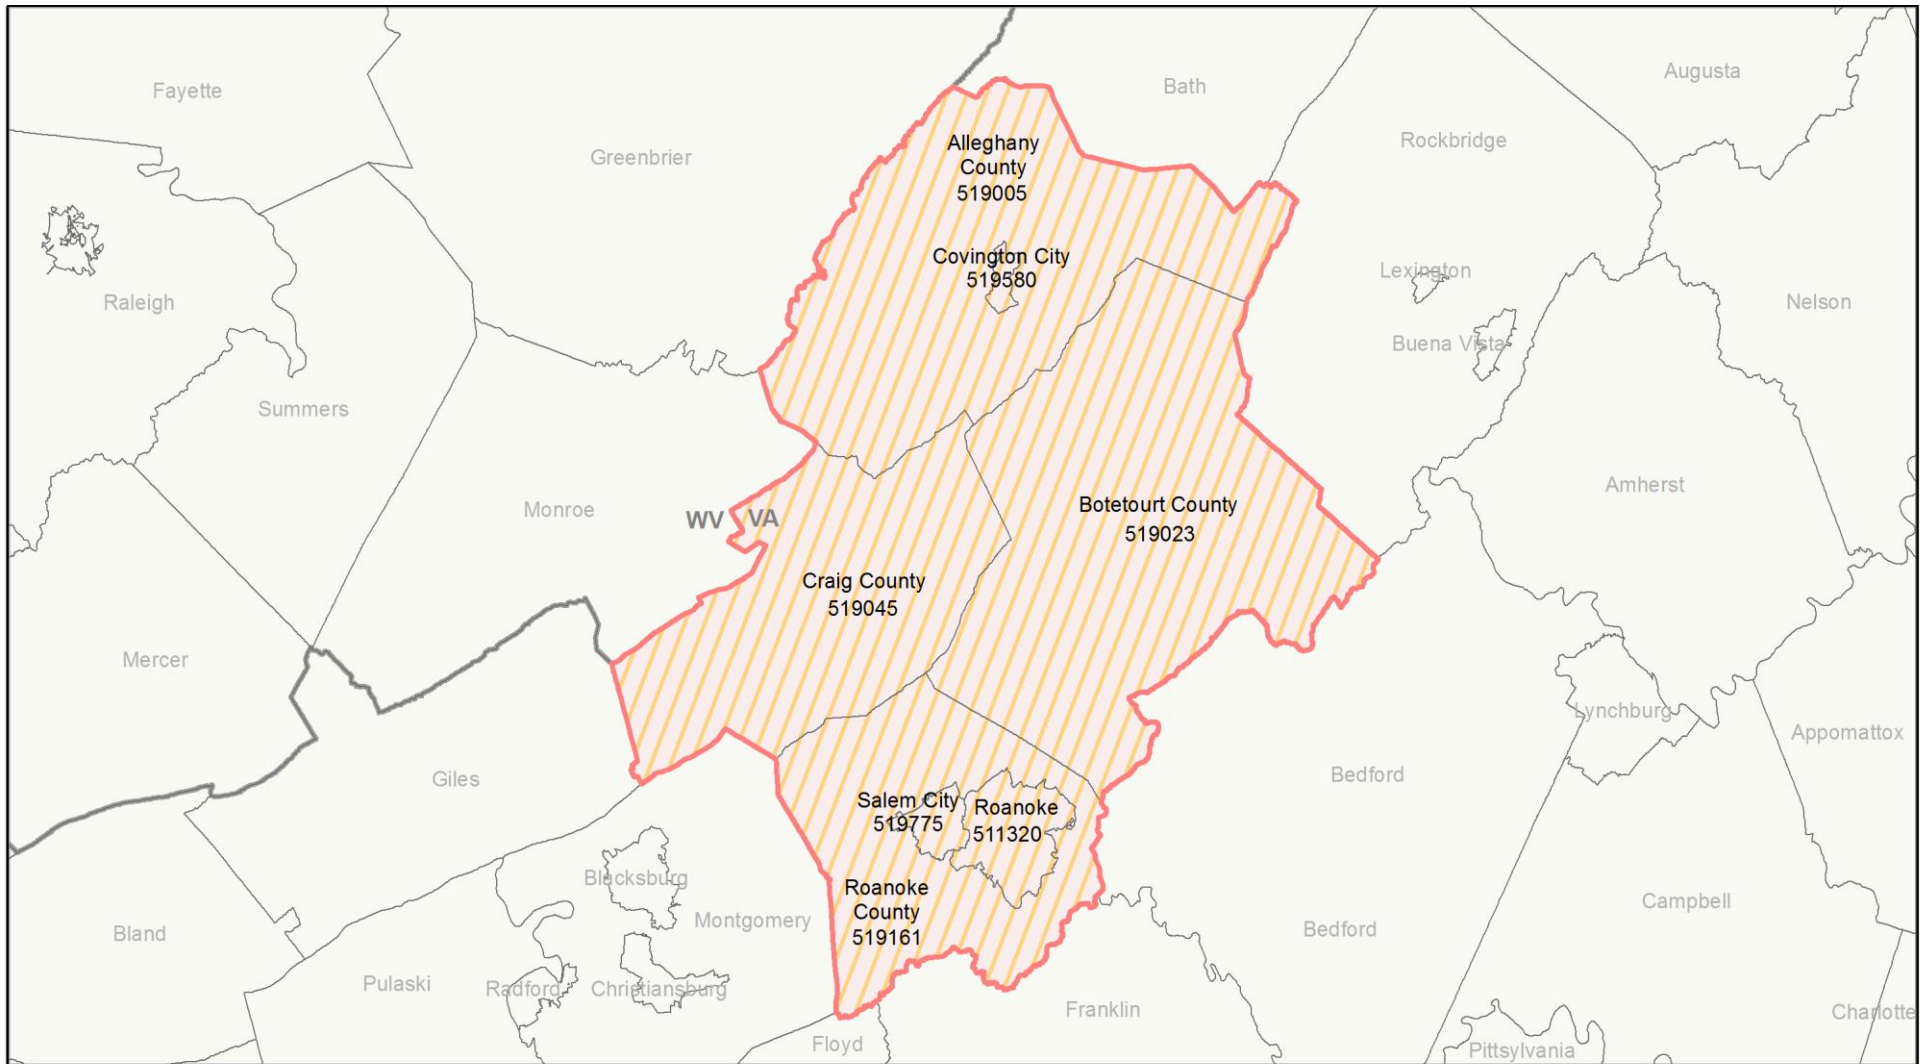 Augusta
Bath
Fayette
Rockbridge
Alleghany
County
519005
Greenbrier
Covington City
519580
Lexington
Raleigh
Nelson
Buena Vista
Summers
Amherst
Botetourt County
519023
Monroe
WV
VA
Craig County
519045
Mercer
Lynchburg
Appomattox
Giles
Bedford
Salem City
519775
Roanoke
511320
Blacksburg
Roanoke
County
519161
Montgomery
Campbell
Bland
Bedford
Pulaski
Radford
Christiansburg
Franklin
Charlotte
Floyd
Pittsylvania